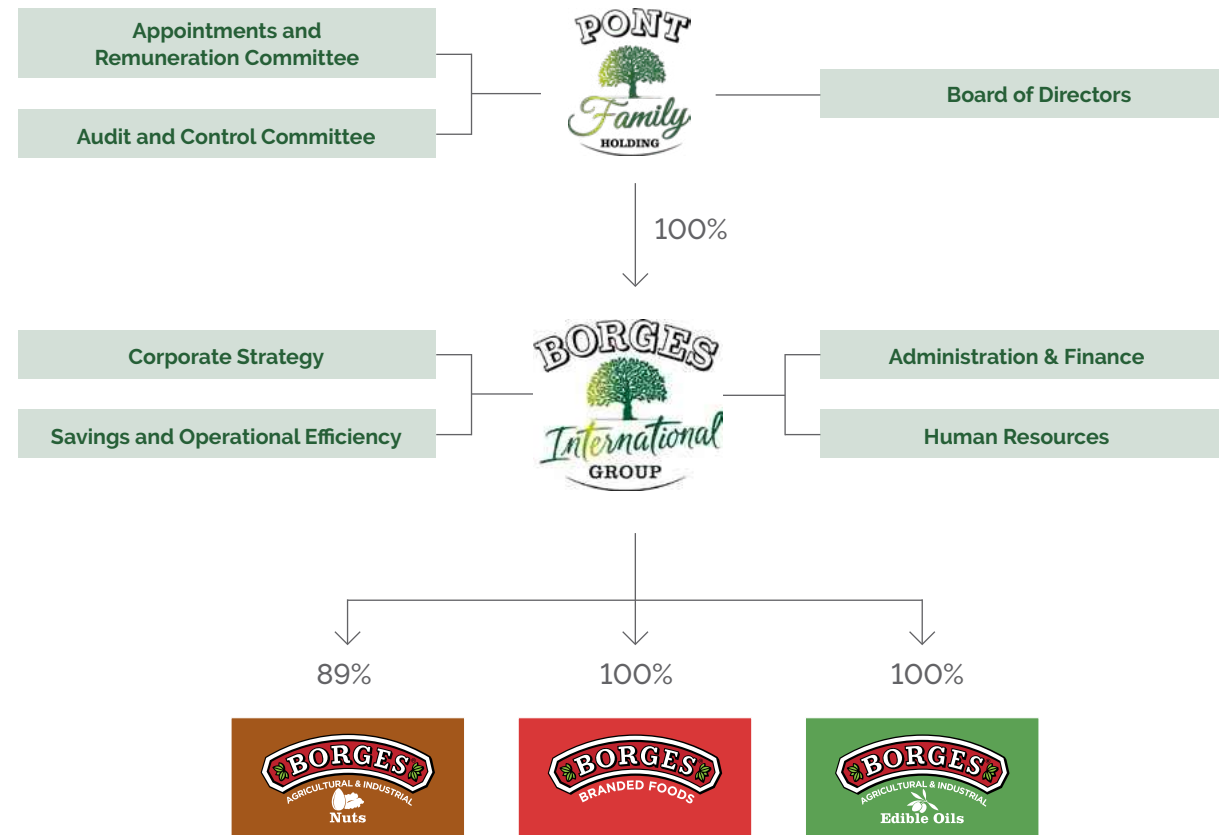 Appointments and
Remuneration Committee
Audit and Control Committee
PONT
Family
HOLDING
Board of Directors
100%
Corporate Strategy
Savings and Operational Efficiency
BORGES
International
GROUP
Administration & Finance
Human Resources
89%
100%
100%
BORGES
AGRICULTURAL & INDUSTRIAL
Nuts
BORGES
BRANDED FOODS
BORGES
AGRICULTURAL & INDUSTRIAL
Edible Oils